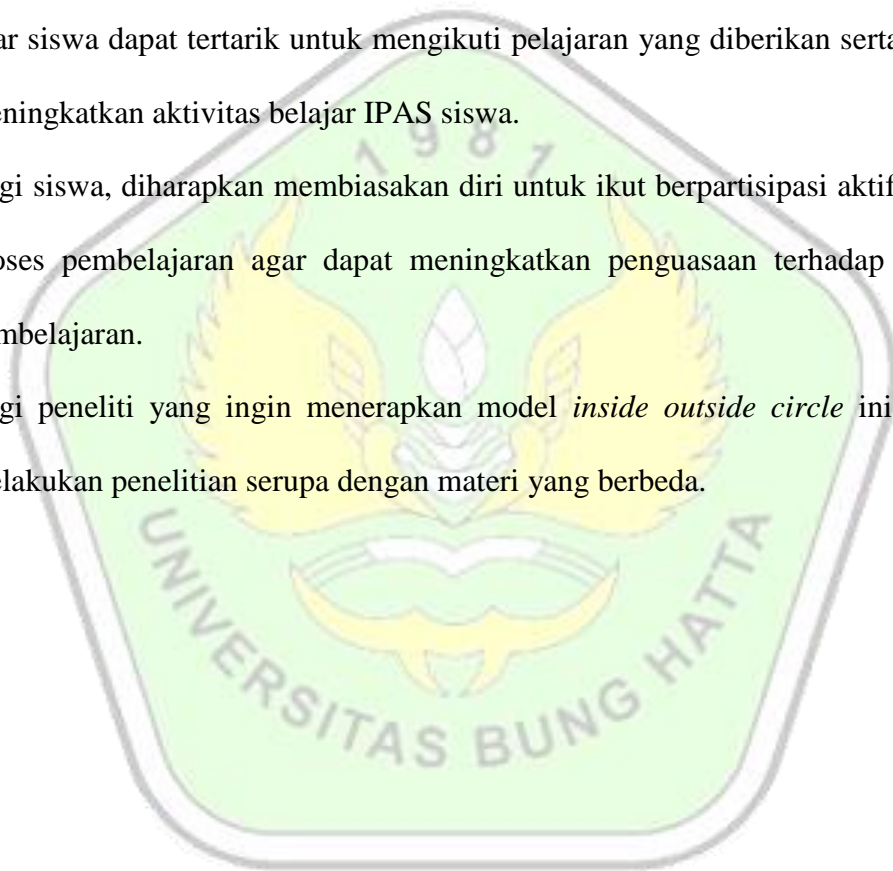 ar siswa dapat tertarik untuk mengikuti pelajaran yang diberikan serta
eningkatkan aktivitas belajar IPAS siswa.
1981
gi siswa, diharapkan membiasakan diri untuk ikut berpartisipasi aktif
oses pembelajaran agar dapat meningkatkan penguasaan terhadap
embelajaran.
gi peneliti yang ingin menerapkan model inside outside circle ini
elakukan penelitian serupa dengan materi yang berbeda.
UNIVERSITAS BUNG HATTA